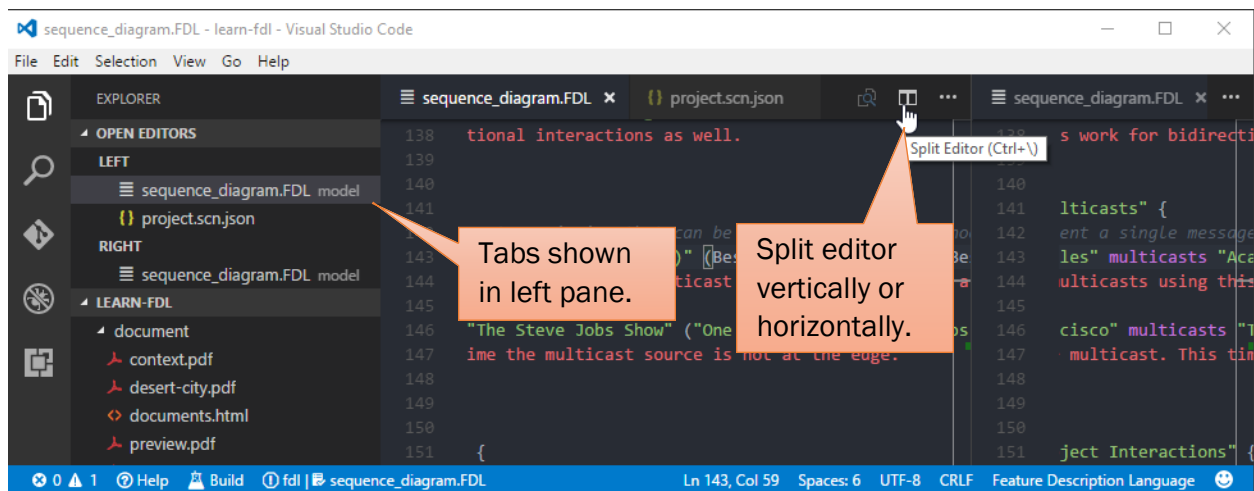 sequence_diagram.FDL - learn-fdl - Visual Studio Code
File Edit Selection View Go Help
EXPLORER
OPEN EDITORS
LEFT
sequence_diagram.FDL model
project.scn.json
RIGHT
sequence_diagram.FDL model
LEARN-FDL
document
context.pdf
desert-city.pdf
documents.html
preview.pdf
sequence_diagram.FDL project.scn.json
138 tional interactions as well.
139
140
141
can be
143 )" (Bes
144 ticast
145
146 "The Steve Jobs Show" ("One
147 ime the multicast source is not at the edge.
148
149
150
151 {
Tabs shown
in left pane.
Split Editor (Ctrl+\)
Split editor
vertically or
horizontally.
sequence_diagram.FDL
138 s work for bidirecti
140
141 lticasts" {
142 ent a single message
143 les" multicasts "Aca
144 ulticasts using this
145
146 cisco" multicasts "T
147 multicast. This tim
148
149
150
151 ject Interactions" {
0 1 Help Build fdl | sequence_diagram.FDL Ln 143, Col 59 Spaces: 6 UTF-8 CRLF Feature Description Language